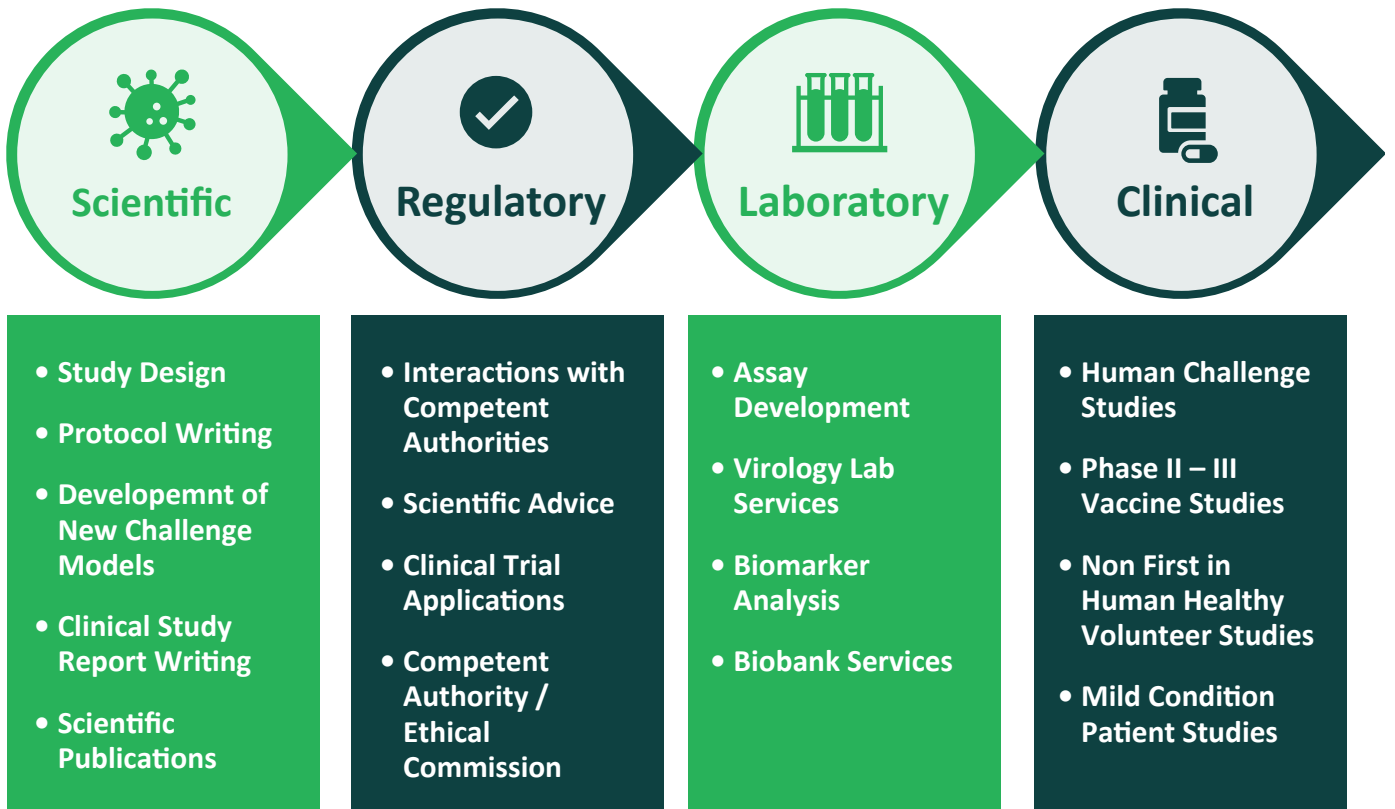 Scientific
Regulatory
Laboratory
Clinical
• Study Design
• Protocol Writing
• Developemnt of
New Challenge
Models
• Clinical Study
Report Writing
• Scientific
Publications
• Interactions with
Competent
Authorities
• Scientific Advice
• Clinical Trial
Applications
• Competent
Authority /
Ethical
Commission
• Assay
Development
• Virology Lab
Services
• Biomarker
Analysis
• Biobank Services
• Human Challenge
Studies
• Phase II – III
Vaccine Studies
• Non First in
Human Healthy
Volunteer Studies
• Mild Condition
Patient Studies